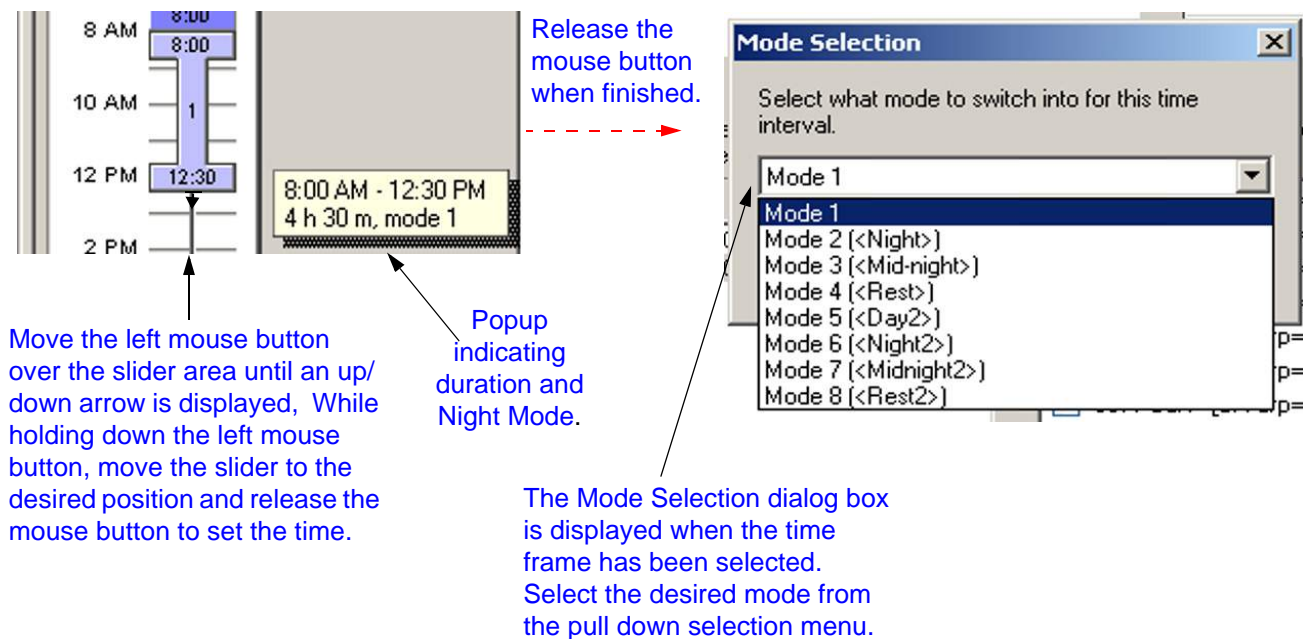 8:00
8 AM
8:00
10 AM
1
12 PM
12:30
2 PM
8:00 AM - 12:30 PM
4 h 30 m, mode 1
Release the
mouse button
when finished.
Mode Selection
Select what mode to switch into for this time
interval.
Mode 1
Mode 1
Mode 2 (<Night>)
Mode 3 (<Mid-night>)
Mode 4 (<Rest>)
Mode 5 (<Day2>)
Mode 6 (<Night2>)
Mode 7 (<Midnight2>)
Mode 8 (<Rest2>)
rp=
rp=
Move the left mouse button
over the slider area until an up/
down arrow is displayed, While
holding down the left mouse
button, move the slider to the
desired position and release the
mouse button to set the time.
Popup
indicating
duration and
Night Mode.
The Mode Selection dialog box
is displayed when the time
frame has been selected.
Select the desired mode from
the pull down selection menu.